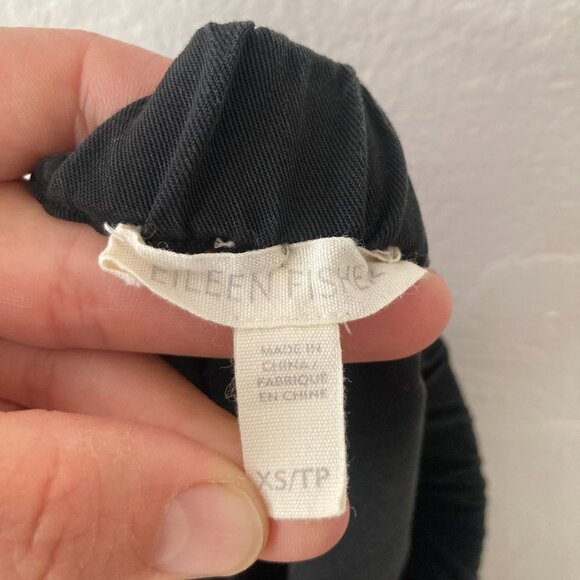 EILEEN FISHER
MADE IN
CHINA/
FABRIQUE
EN CHINE
XS/TP